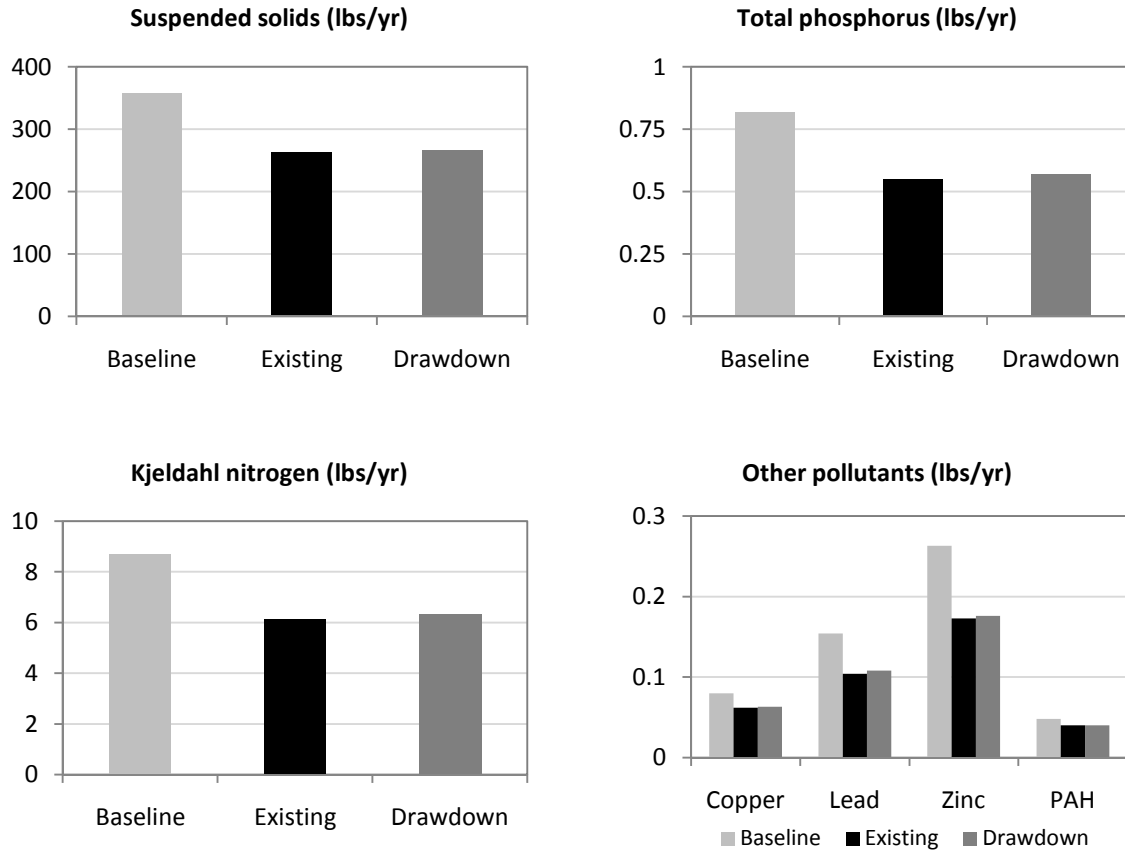 Suspended solids (lbs/yr)
400
300
200
100
0
Baseline Existing Drawdown
Total phosphorus (lbs/yr)
1
0.75
0.5
0.25
0
Baseline Existing Drawdown
Kjeldahl nitrogen (lbs/yr)
10
8
6
4
2
0
Baseline Existing Drawdown
Other pollutants (lbs/yr)
0.3
0.2
0.1
0
Copper Lead Zinc PAH
Baseline Existing Drawdown